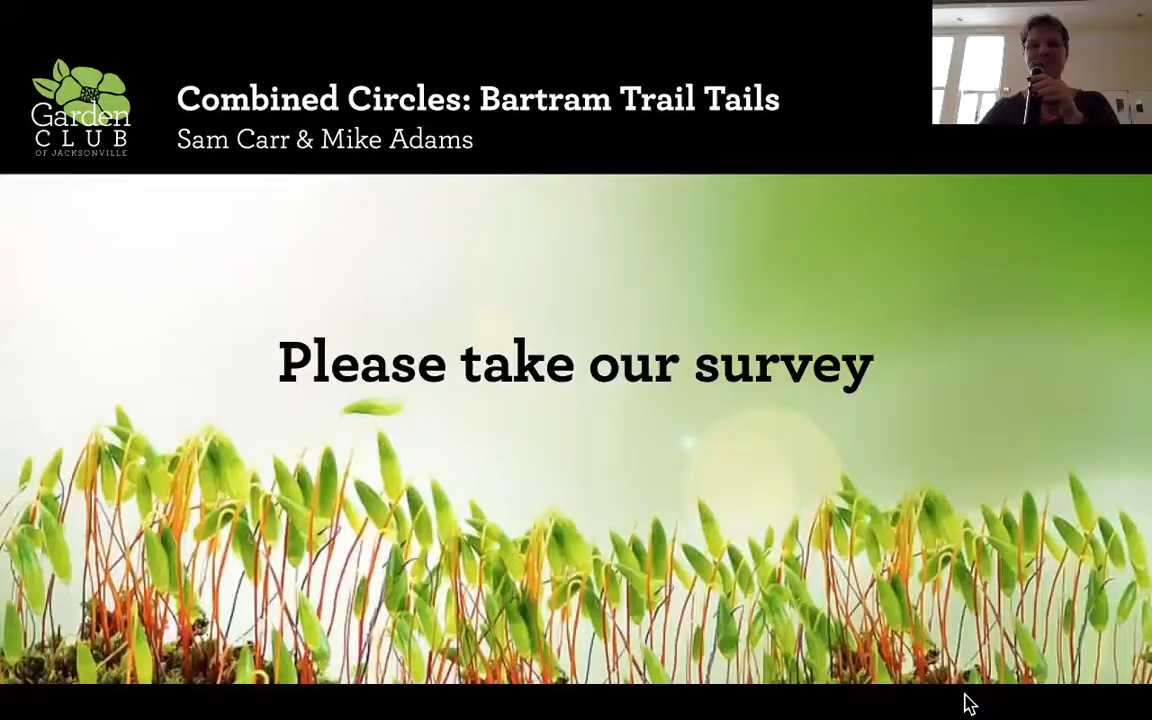 Garden
CLUB
OF JACKSONVILLE
Combined Circles: Bartram Trail Tails
Sam Carr & Mike Adams
Please take our survey